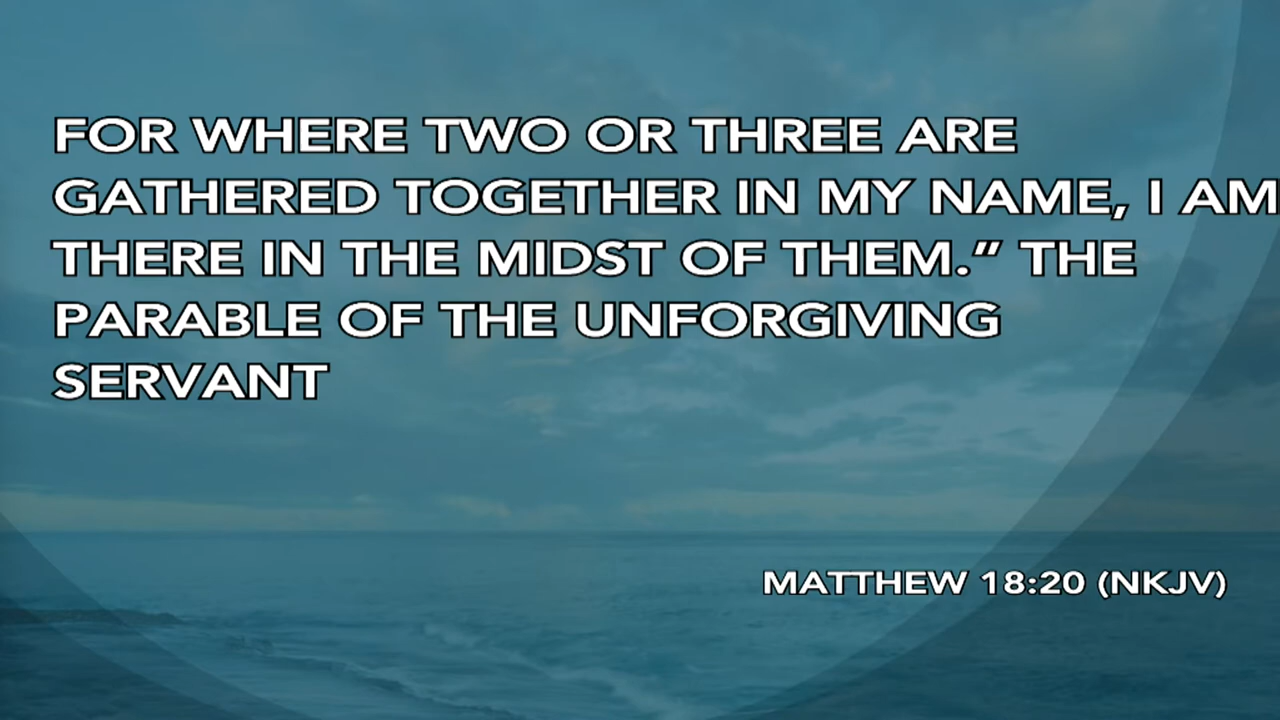 FOR WHERE TWO OR THREE ARE
GATHERED TOGETHER IN MY NAME, I AM
THERE IN THE MIDST OF THEM.” THE
PARABLE OF THE UNFORGIVING
SERVANT
MATTHEW 18:20 (NKJV)